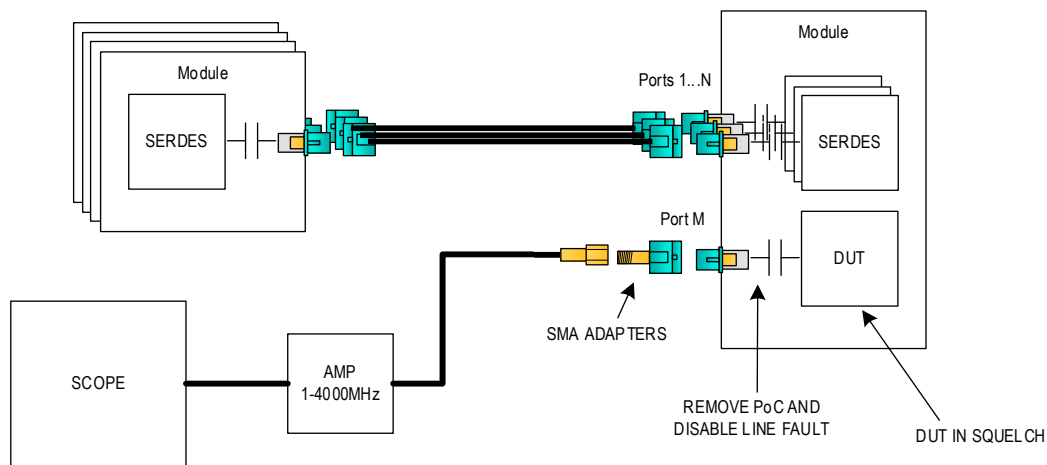 Module
SERDES
Ports 1...N
Module
SERDES
Port M
DUT
SMA ADAPTERS
SCOPE
AMP
1-4000MHz
REMOVE PoC AND
DISABLE LINE FAULT
DUT IN SQUELCH